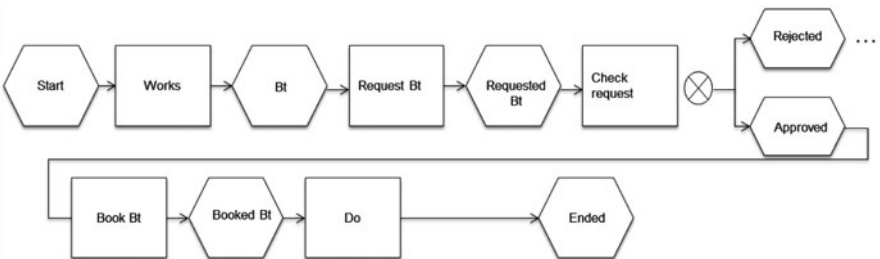 Start
Works
Bt
Request Bt
Requested
Bt
Check
request
Rejected
...
Approved
Book Bt
Booked Bt
Do
Ended